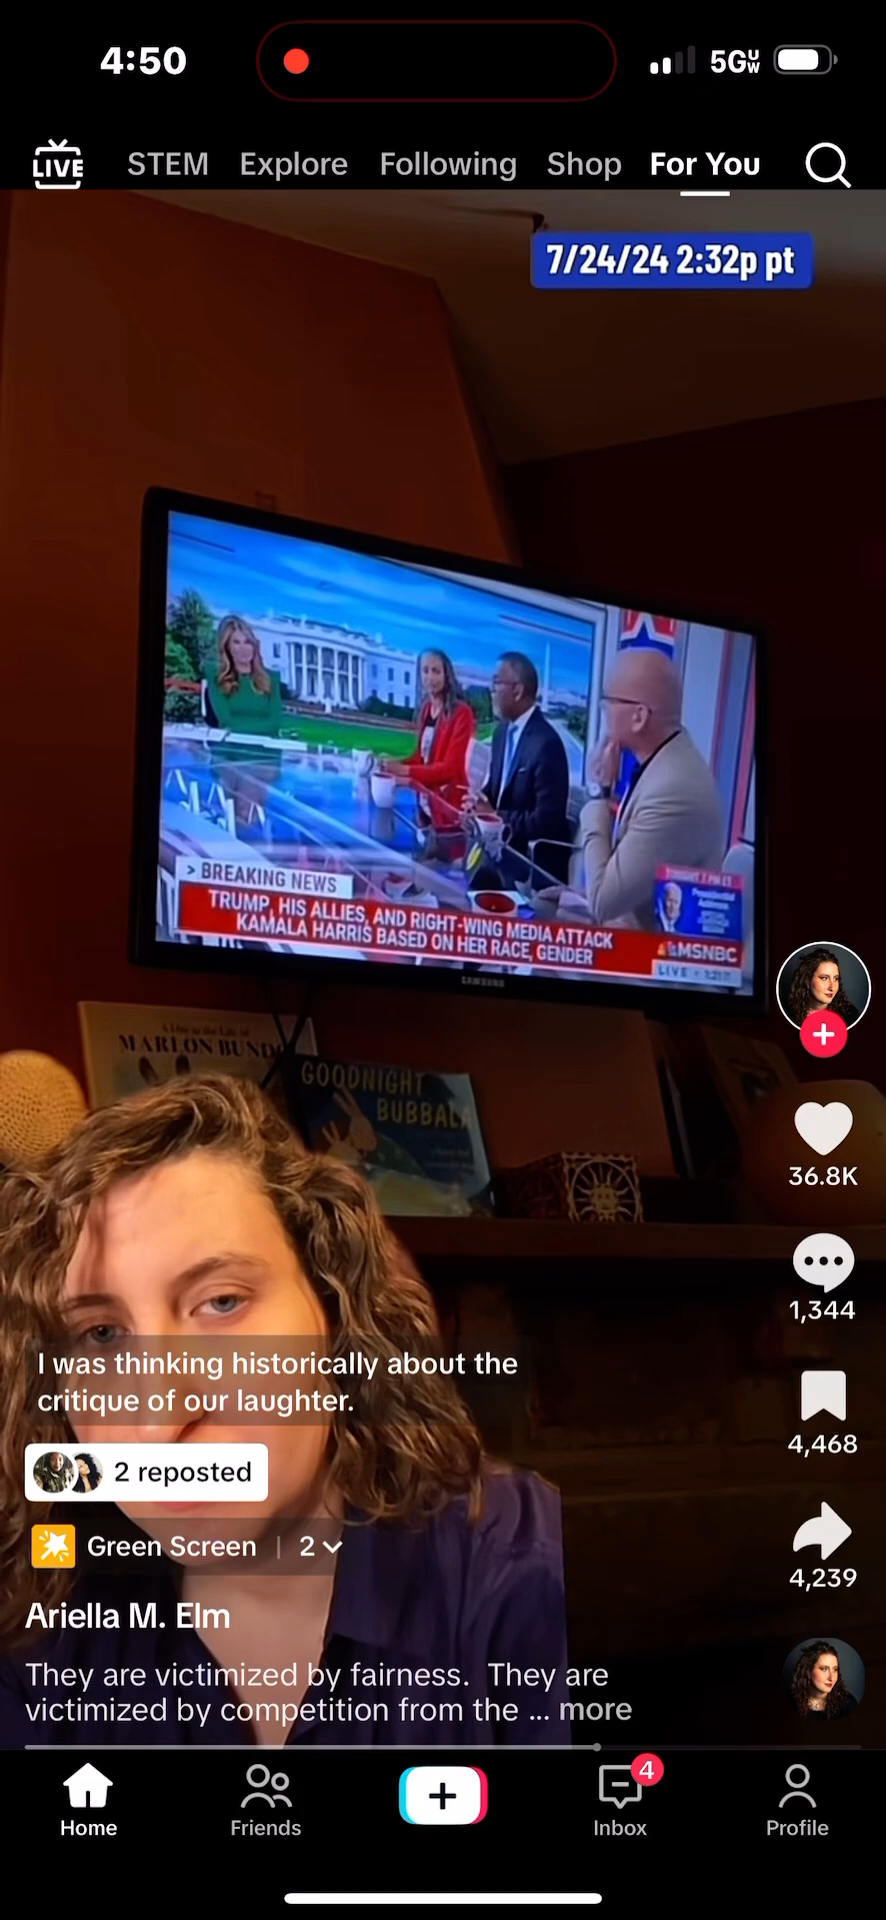 4:50
5G UW
LIVE
STEM
Explore
Following
Shop
For You
7/24/24 2:32p pt
> BREAKING NEWS
TRUMP, HIS ALLIES, AND RIGHT-WING MEDIA ATTACK
KAMALA HARRIS BASED ON HER RACE, GENDER
Presidential
Address
MSNBC
LIVE
SAMSUNG
MARLON BUNDO
GOODNIGHT
BUBBALA
36.8K
1,344
I was thinking historically about the
critique of our laughter.
4,468
2 reposted
Green Screen | 2
4,239
Ariella M. Elm
They are victimized by fairness. They are
victimized by competition from the ... more
4
Home
Friends
Inbox
Profile